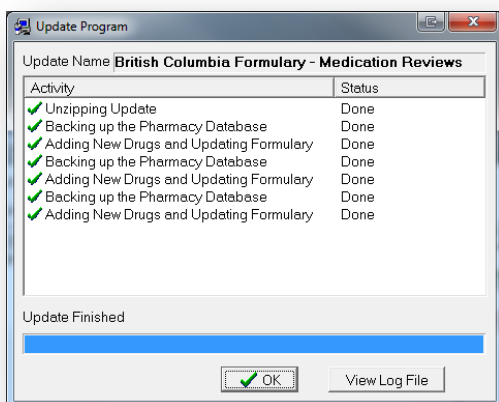 Update Program
Update Name British Columbia Formulary - Medication Reviews
Activity Status
Unzipping Update Done
Backing up the Pharmacy Database Done
Adding New Drugs and Updating Formulary Done
Backing up the Pharmacy Database Done
Adding New Drugs and Updating Formulary Done
Backing up the Pharmacy Database Done
Adding New Drugs and Updating Formulary Done
Update Finished
OK View Log File